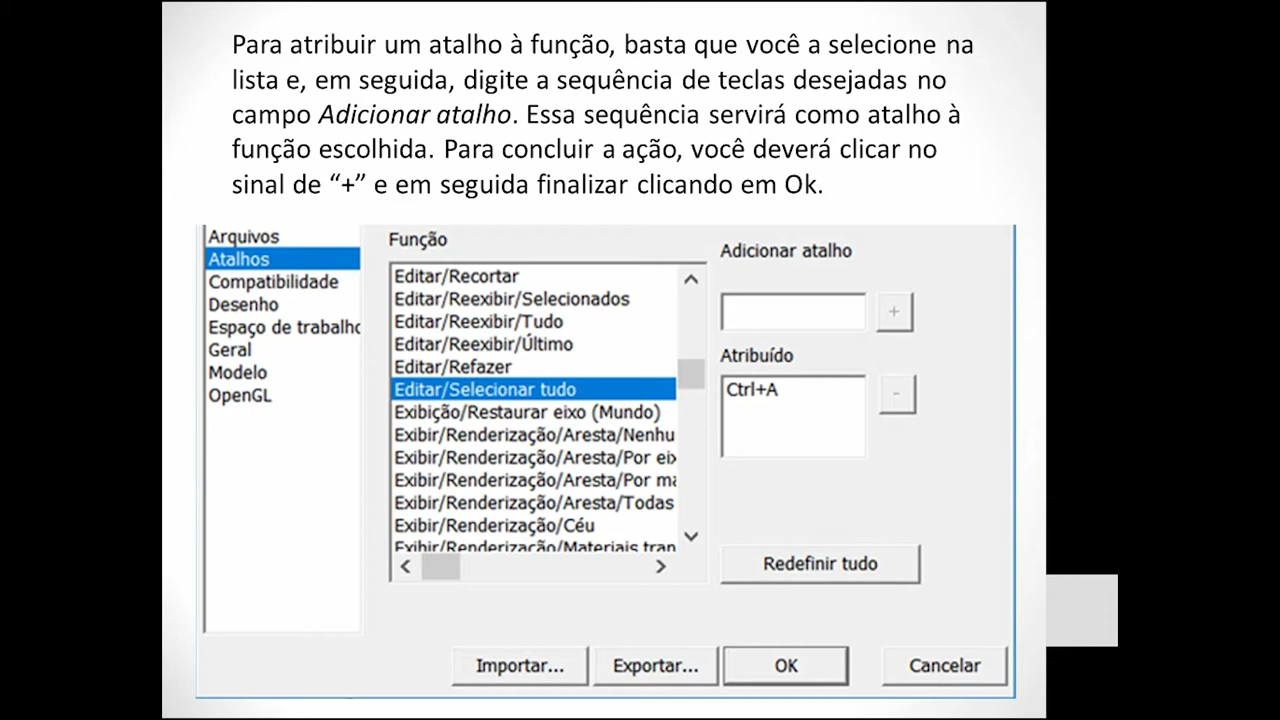 Para atribuir um atalho à função, basta que você a selecione na
lista e, em seguida, digite a sequência de teclas desejadas no
campo Adicionar atalho. Essa sequência servirá como atalho à
função escolhida. Para concluir a ação, você deverá clicar no
sinal de “+” e em seguida finalizar clicando em Ok.
Arquivos
Atalhos
Compatibilidade
Desenho
Espaço de trabalho
Geral
Modelo
OpenGL
Função
Editar/Recortar
Editar/Reexibir/Selecionados
Editar/Reexibir/Tudo
Editar/Reexibir/Último
Editar/Refazer
Editar/Selecionar tudo
Exibição/Restaurar eixo (Mundo)
Exibir/Renderização/Aresta/Nenhu
Exibir/Renderização/Aresta/Por eix
Exibir/Renderização/Aresta/Por ma
Exibir/Renderização/Aresta/Todas
Exibir/Renderização/Céu
Exibir/Renderização/Materiais tran
Adicionar atalho
+
Atribuído
Ctrl+A
-
Redefinir tudo
Importar... Exportar... OK Cancelar